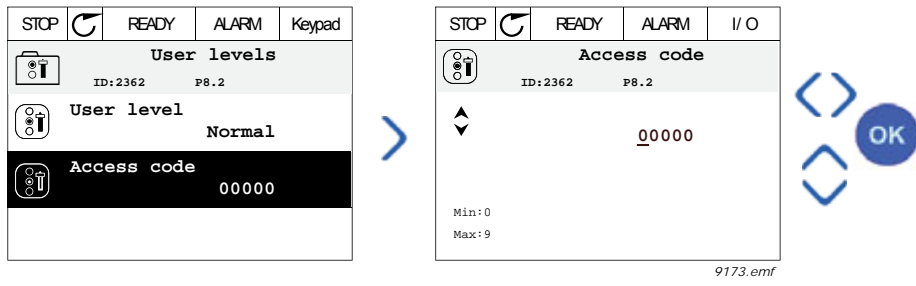 STOP READY ALARM Keypad
User levels
ID:2362 P8.2
User level
Normal
Access code
00000
STOP READY ALARM I/O
Access code
ID:2362 P8.2
00000
Min:0
Max:9
OK
9173.emf